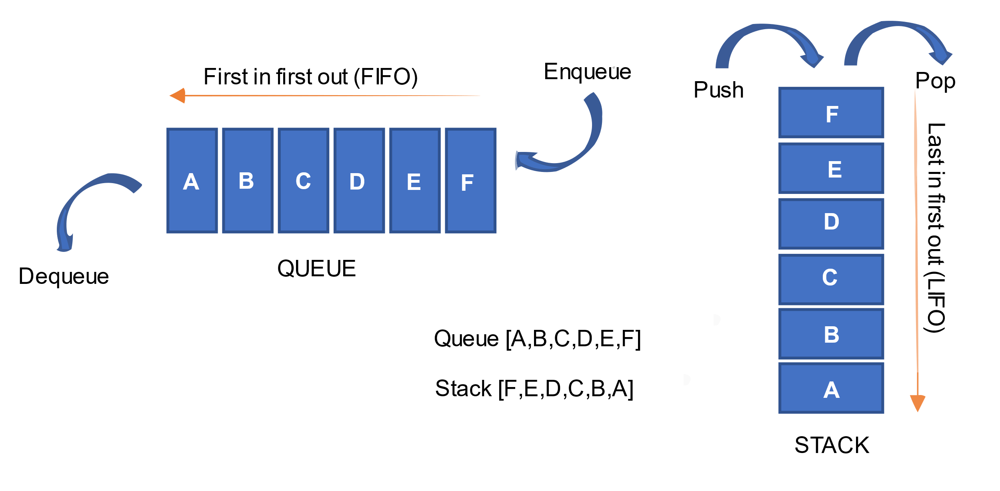 First in first out (FIFO)
Enqueue
A
B
C
D
E
F
Dequeue
QUEUE
Queue [A,B,C,D,E,F]
Stack [F,E,D,C,B,A]
Push
Pop
F
E
D
C
B
A
Last in first out (LIFO)
STACK